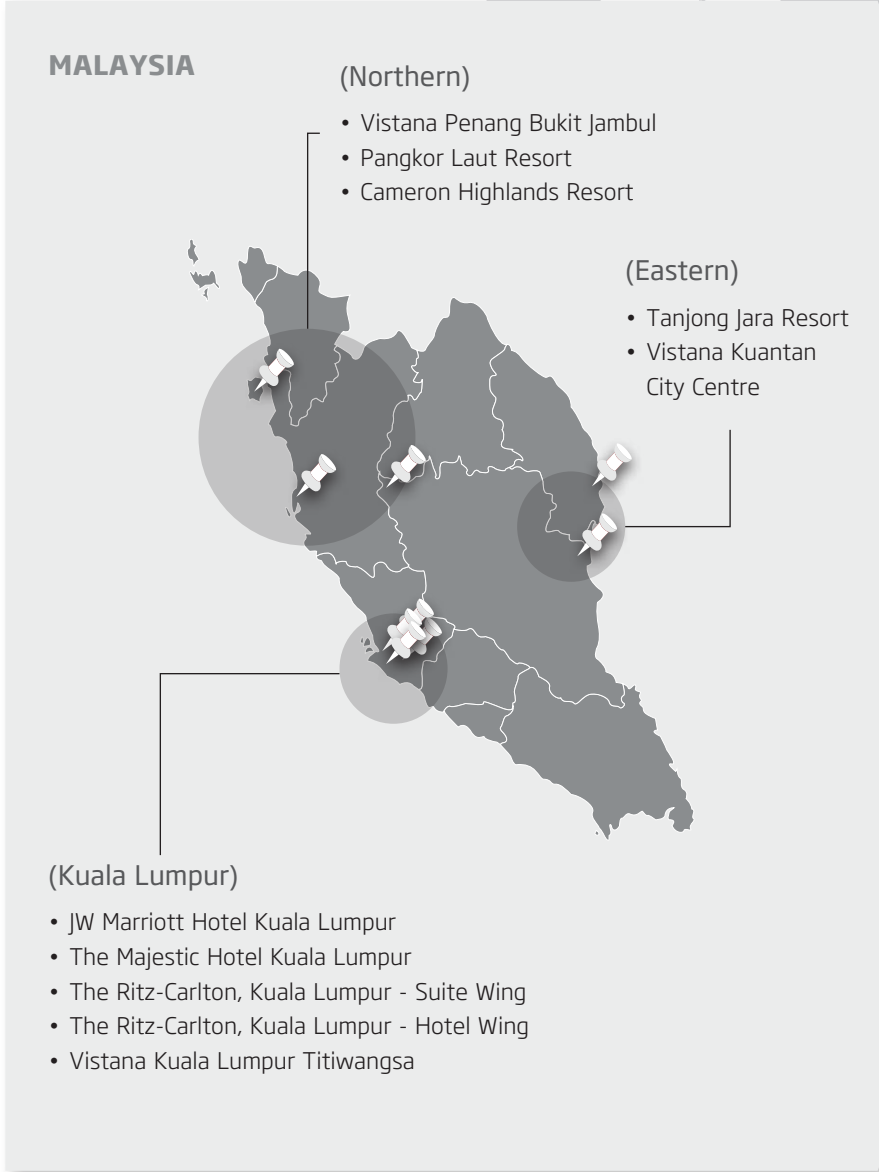 MALAYSIA
(Northern)
• Vistana Penang Bukit Jambul
• Pangkor Laut Resort
• Cameron Highlands Resort
(Eastern)
• Tanjong Jara Resort
• Vistana Kuantan
City Centre
(Kuala Lumpur)
• JW Marriott Hotel Kuala Lumpur
• The Majestic Hotel Kuala Lumpur
• The Ritz-Carlton, Kuala Lumpur - Suite Wing
• The Ritz-Carlton, Kuala Lumpur - Hotel Wing
• Vistana Kuala Lumpur Titiwangsa